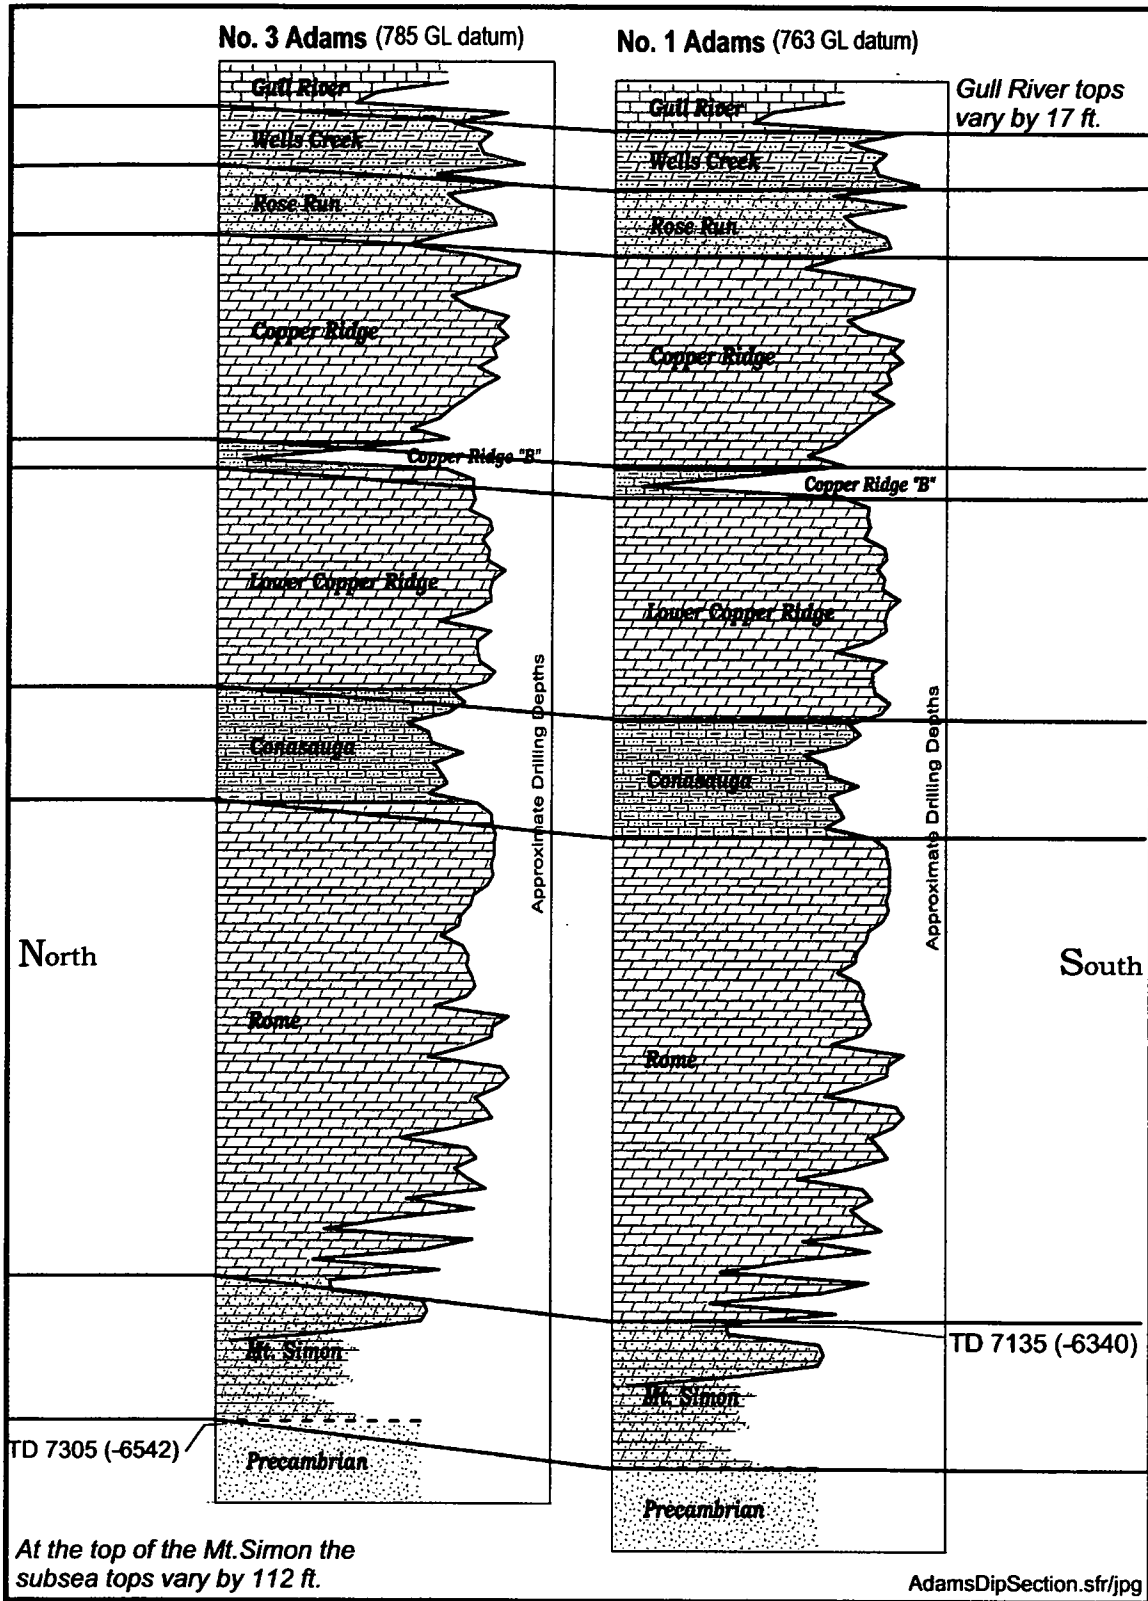 No. 3 Adams (785 GL datum)
No. 1 Adams (763 GL datum)
Gull River
Wells Creek
Rose Run
Copper Ridge
Copper Ridge "B"
Lower Copper Ridge
Conasauga
Rome
Mt. Simon
Precambrian
Approximate Drilling Depths
Gull River
Wells Creek
Rose Run
Copper Ridge
Copper Ridge "B"
Lower Copper Ridge
Conasauga
Rome
Mt. Simon
Precambrian
Approximate Drilling Depths
Gull River tops
vary by 17 ft.
North
South
TD 7135 (-6340)
TD 7305 (-6542)
At the top of the Mt.Simon the
subsea tops vary by 112 ft.
AdamsDipSection.sfr/jpg